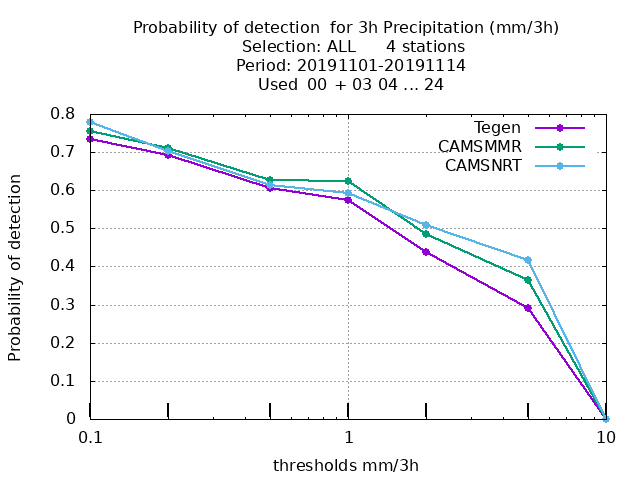 Probability of detection  for 3h Precipitation (mm/3h)
Selection: ALL      4 stations
Period: 20191101-20191114
Used  00  + 03 04 ... 24
Tegen
CAMSMMR
CAMSNRT
0.8
0.7
0.6
0.5
0.4
0.3
0.2
0.1
0
Probability of detection
0.1 1 10
thresholds mm/3h